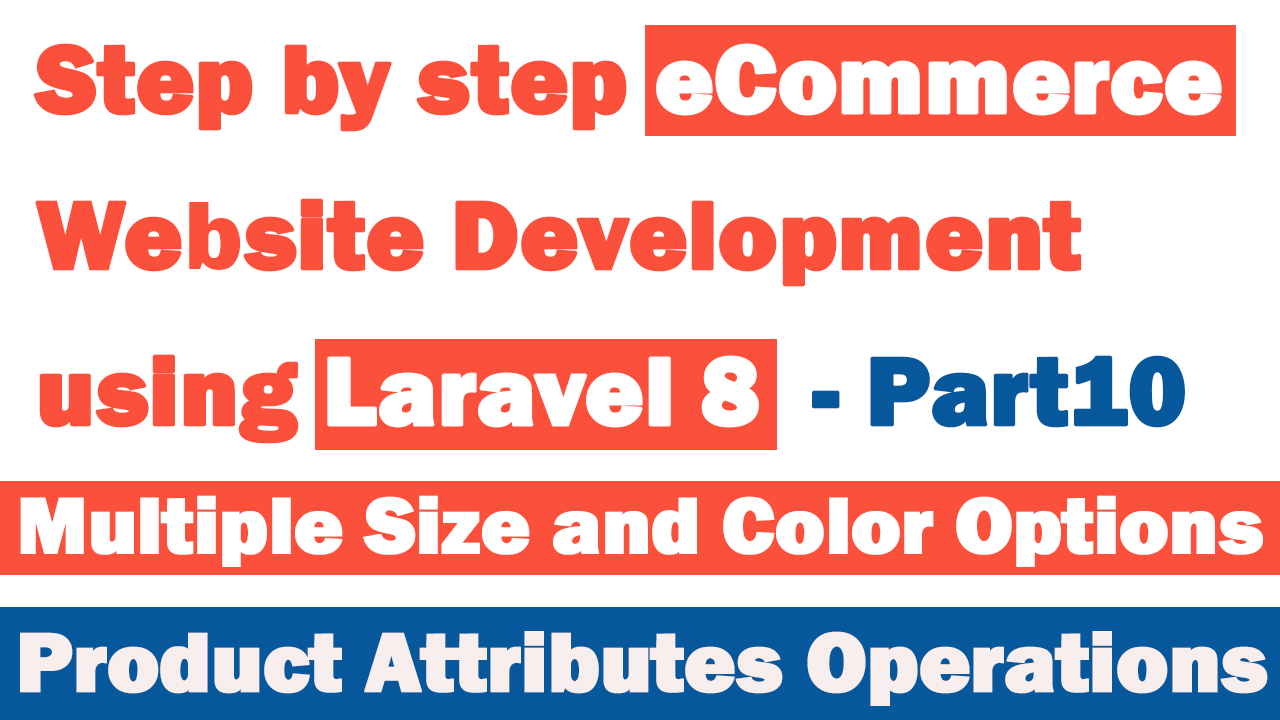 Step by step eCommerce
Website Development
using Laravel 8 - Part10
Multiple Size and Color Options
Product Attributes Operations